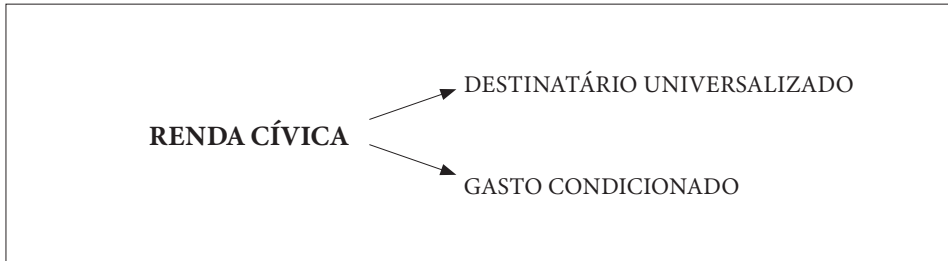 DESTINATÁRIO UNIVERSALIZADO
RENDA CÍVICA
GASTO CONDICIONADO